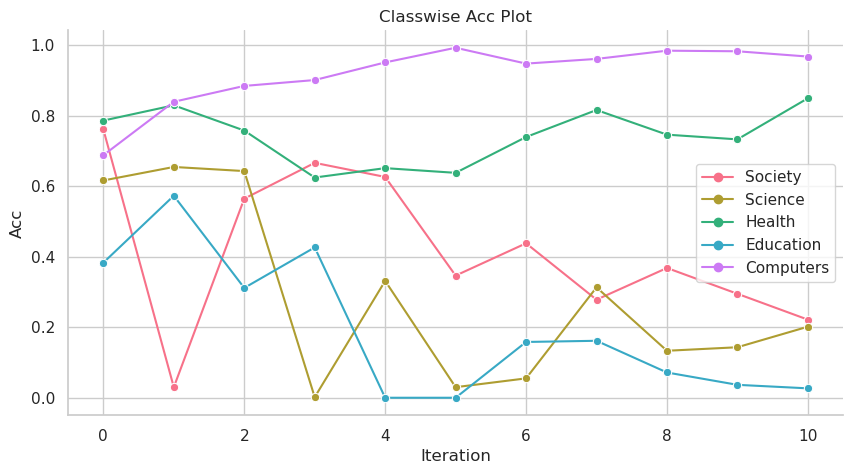 Classwise Acc Plot
1.0
0.8
0.6
0.4
0.2
0.0
Acc
Society
Science
Health
Education
Computers
0 2 4 6 8 10
Iteration